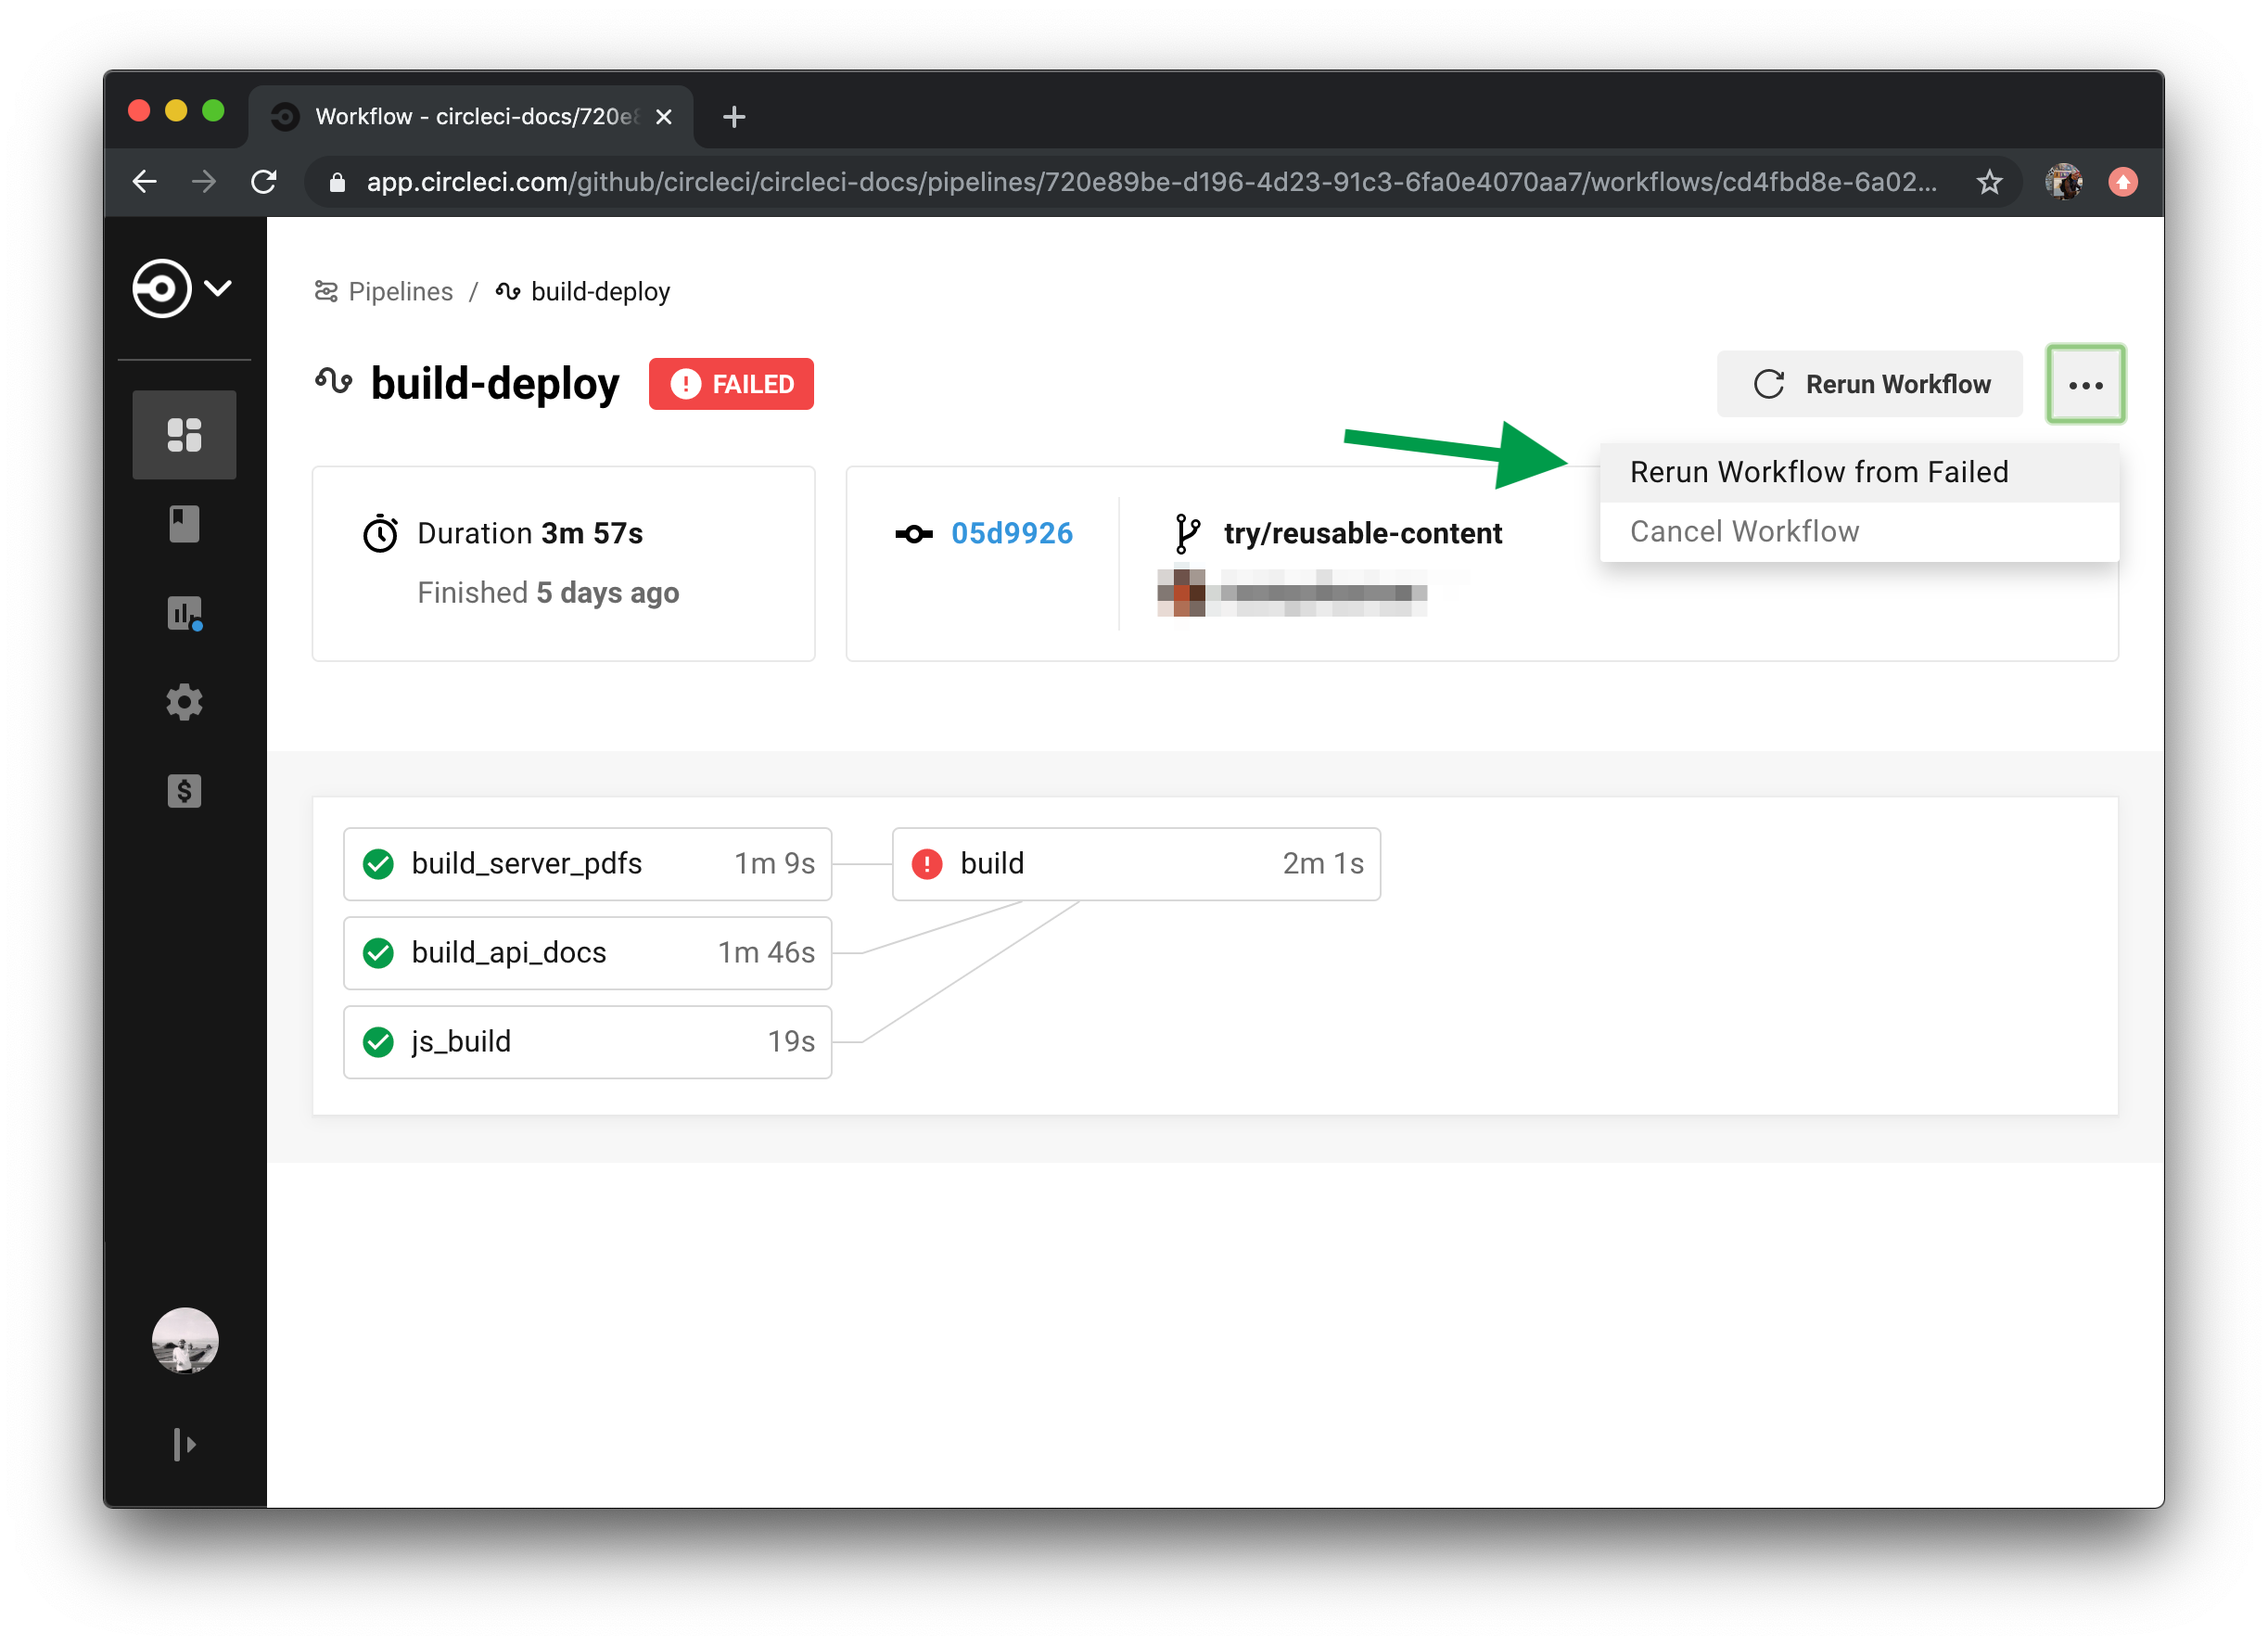 Workflow - circleci-docs/720e8
app.circleci.com/github/circleci/circleci-docs/pipelines/720e89be-d196-4d23-91c3-6fa0e4070aa7/workflows/cd4fbd8e-6a02...
Pipelines / build-deploy
build-deploy FAILED
Rerun Workflow
Rerun Workflow from Failed
Cancel Workflow
Duration 3m 57s
Finished 5 days ago
05d9926
try/reusable-content
build_server_pdfs 1m 9s
build 2m 1s
build_api_docs 1m 46s
js_build 19s